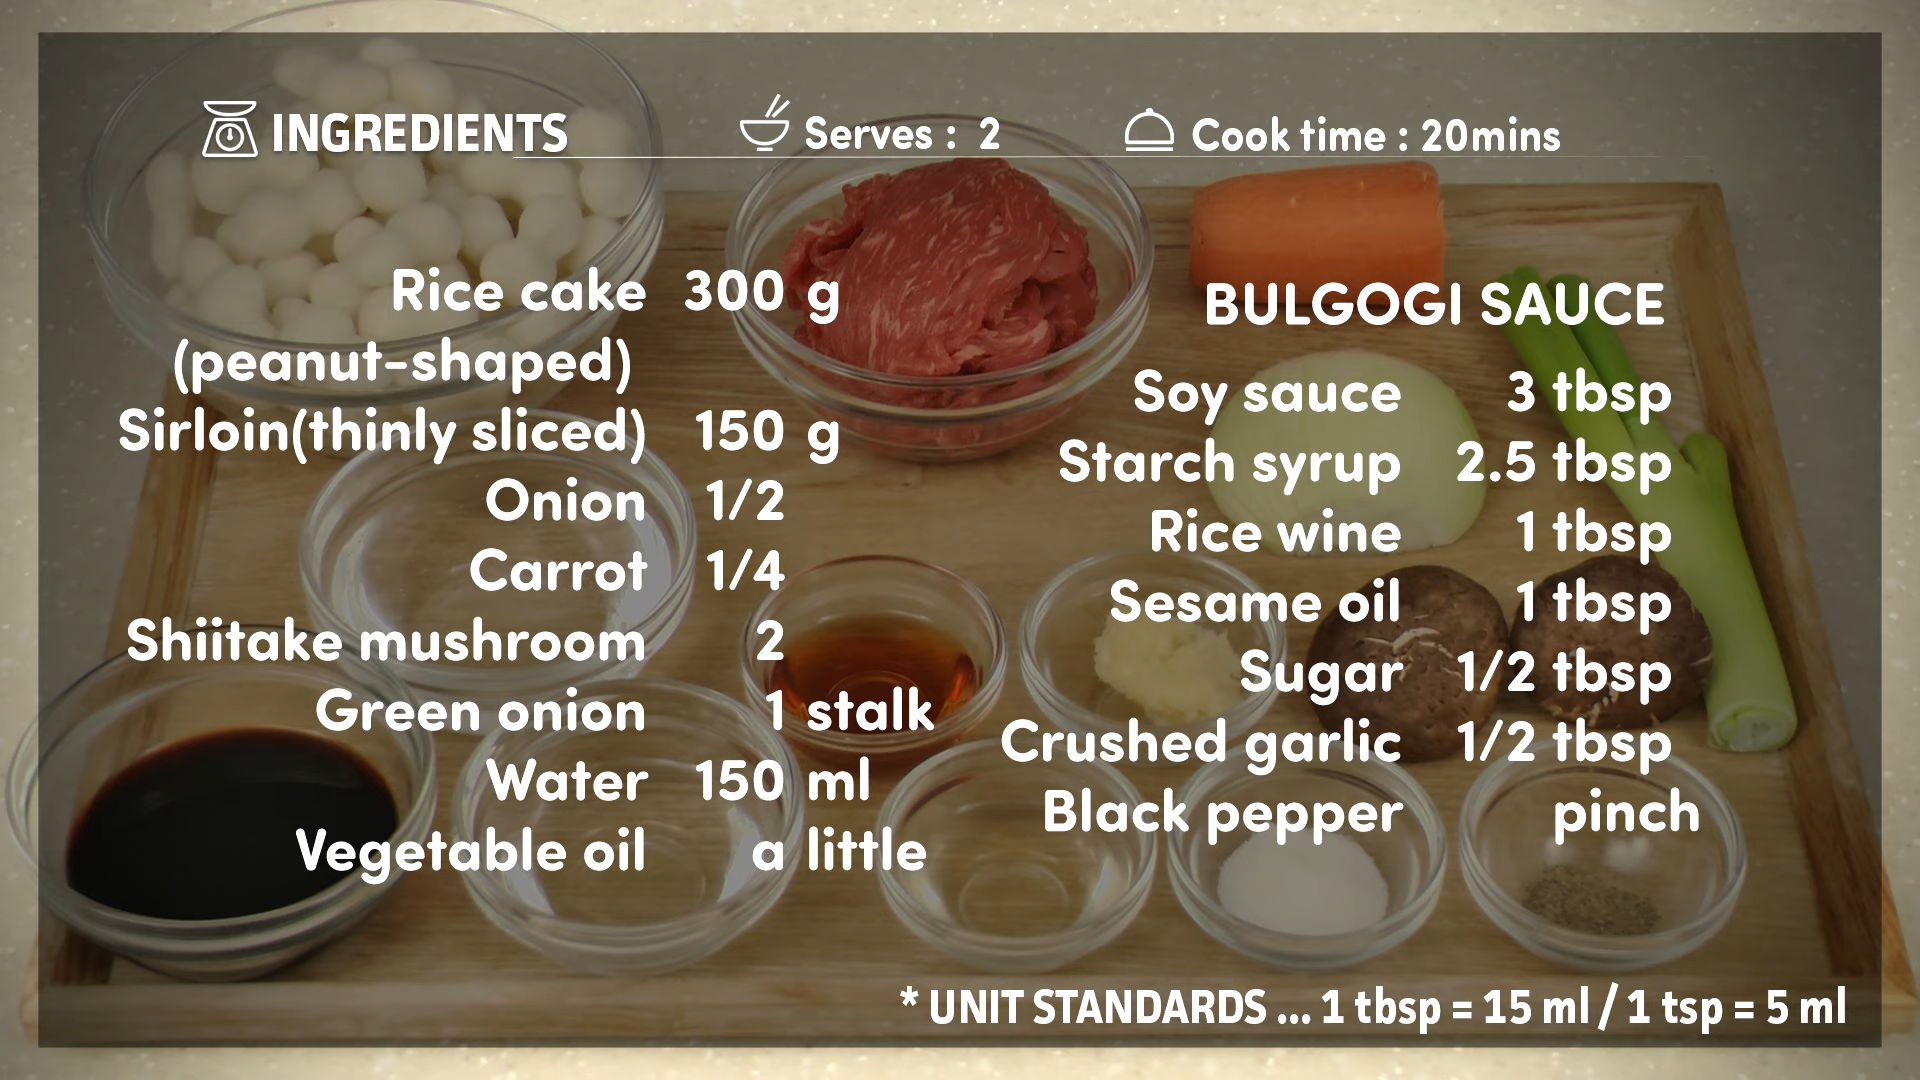 INGREDIENTS
Serves : 2
Cook time : 20mins
Rice cake 300 g
(peanut-shaped)
Sirloin(thinly sliced) 150 g
Onion 1/2
Carrot 1/4
Shiitake mushroom 2
Green onion 1 stalk
Water 150 ml
Vegetable oil a little
BULGOGI SAUCE
Soy sauce 3 tbsp
Starch syrup 2.5 tbsp
Rice wine 1 tbsp
Sesame oil 1 tbsp
Sugar 1/2 tbsp
Crushed garlic 1/2 tbsp
Black pepper pinch
* UNIT STANDARDS ... 1 tbsp = 15 ml / 1 tsp = 5 ml